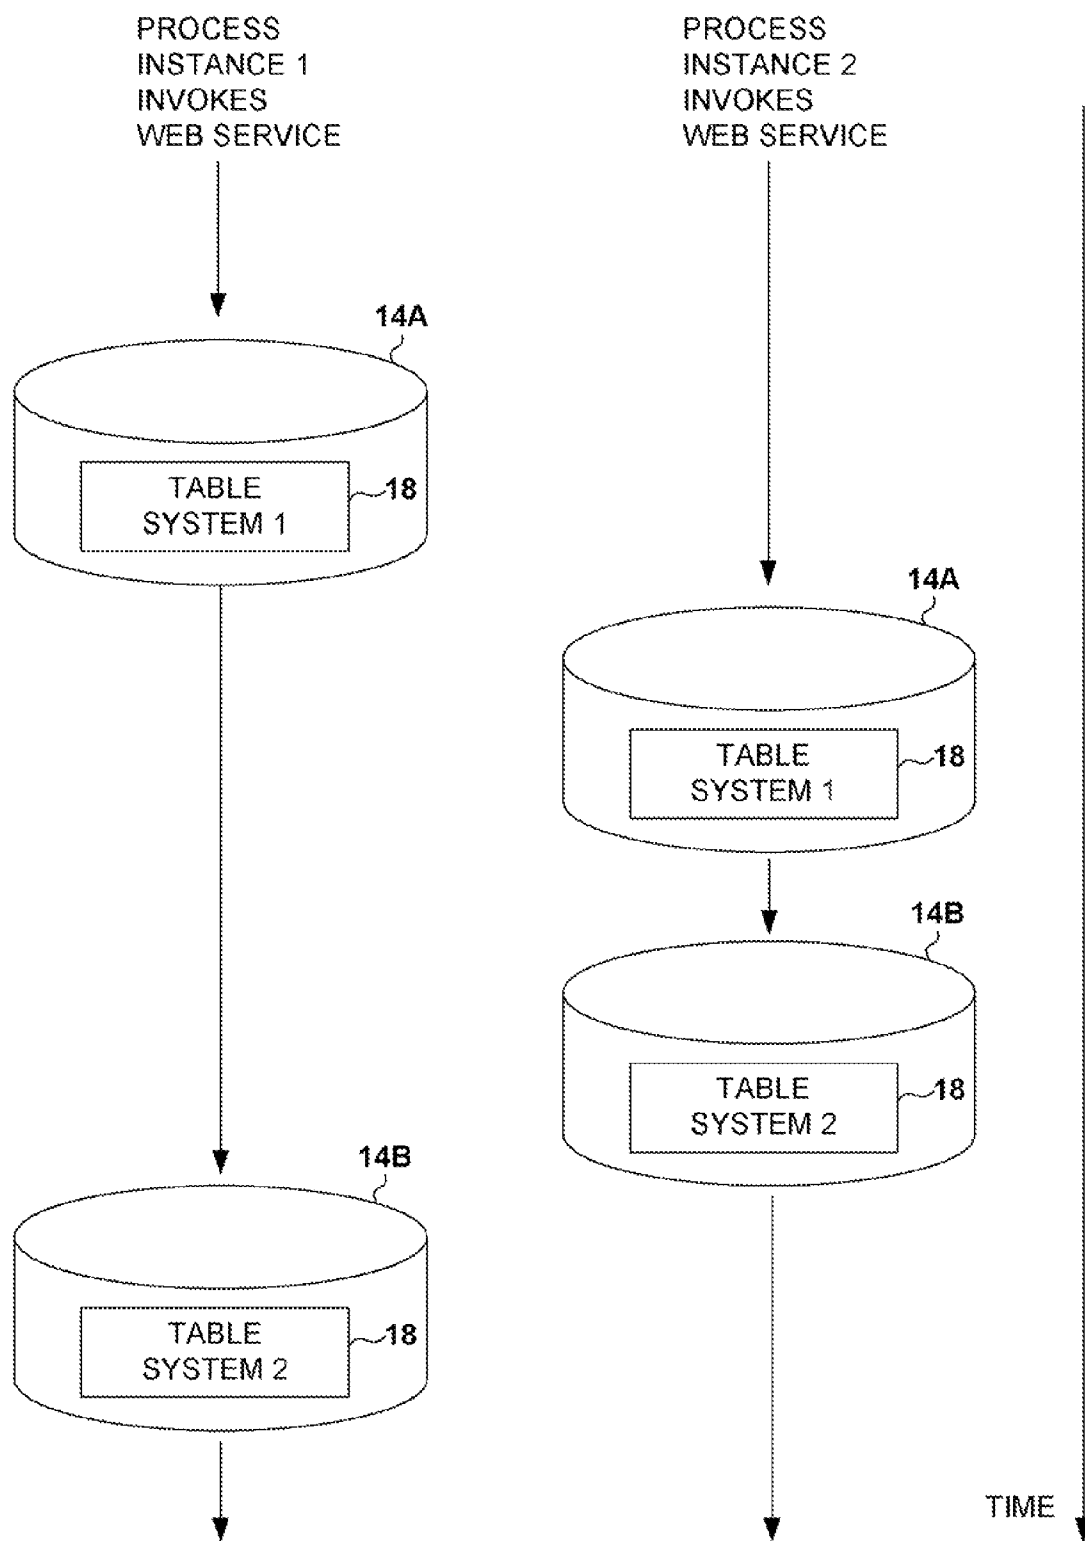 PROCESS
INSTANCE 1
INVOKES
WEB SERVICE
PROCESS
INSTANCE 2
INVOKES
WEB SERVICE
14A
TABLE
SYSTEM 1
18
14A
TABLE
SYSTEM 1
18
14B
TABLE
SYSTEM 2
18
14B
TABLE
SYSTEM 2
18
TIME